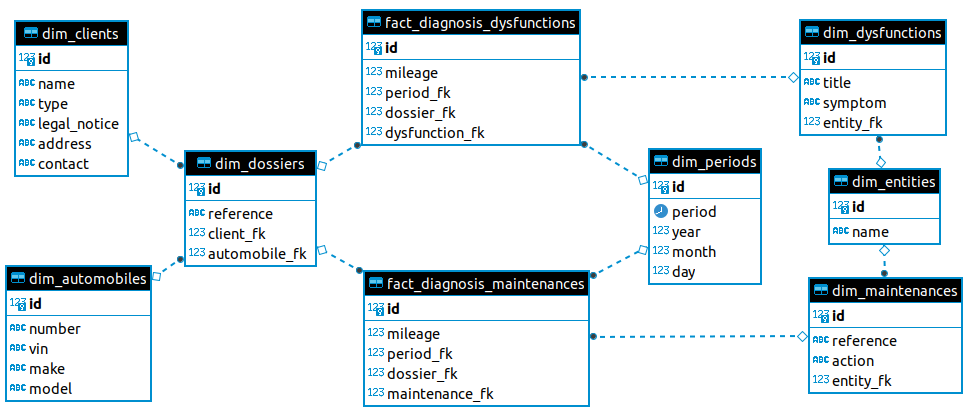 dim_clients
123 id
ABC name
ABC type
ABC legal_notice
ABC address
ABC contact
fact_diagnosis_dysfunctions
123 id
123 mileage
123 period_fk
123 dossier_fk
123 dysfunction_fk
dim_dysfunctions
123 id
ABC title
ABC symptom
123 entity_fk
dim_dossiers
123 id
ABC reference
123 client_fk
123 automobile_fk
dim_periods
123 id
period
123 year
123 month
123 day
dim_entities
123 id
ABC name
dim_automobiles
123 id
ABC number
ABC vin
ABC make
ABC model
fact_diagnosis_maintenances
123 id
123 mileage
123 period_fk
123 dossier_fk
123 maintenance_fk
dim_maintenances
123 id
ABC reference
ABC action
123 entity_fk